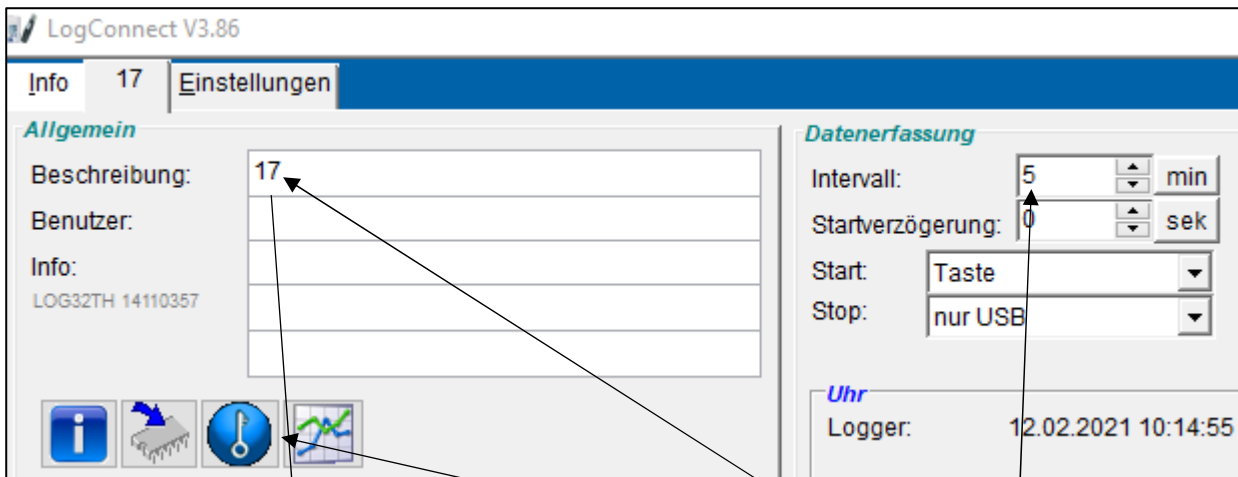 LogConnect V3.86
Info 17 Einstellungen
Allgemein
Beschreibung: 17
Benutzer:
Info:
LOG32TH 14110357
Datenerfassung
Intervall: 5 min
Startverzögerung: 0 sek
Start: Taste
Stop: nur USB
Uhr
Logger: 12.02.2021 10:14:55